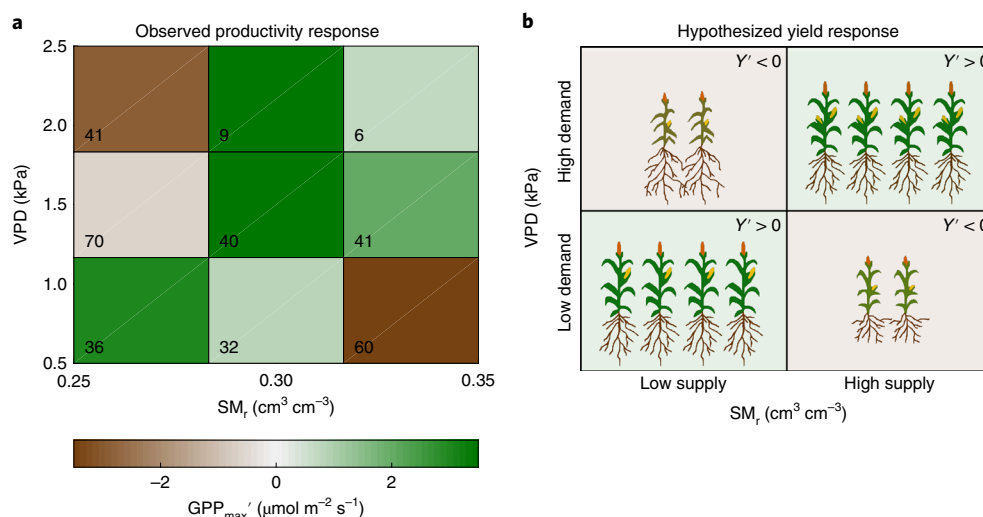 a
Observed productivity response
VPD (kPa)
2.5
2.0
1.5
1.0
0.5
41
9
6
70
40
41
36
32
60
0.25
0.30
0.35
SMr (cm³ cm⁻³)
−2
0
2
GPPmax′ (μmol m⁻² s⁻¹)
b
Hypothesized yield response
VPD (kPa)
High demand
Low demand
Y′ < 0
Y′ > 0
Y′ > 0
Y′ < 0
Low supply
High supply
SMr (cm³ cm⁻³)